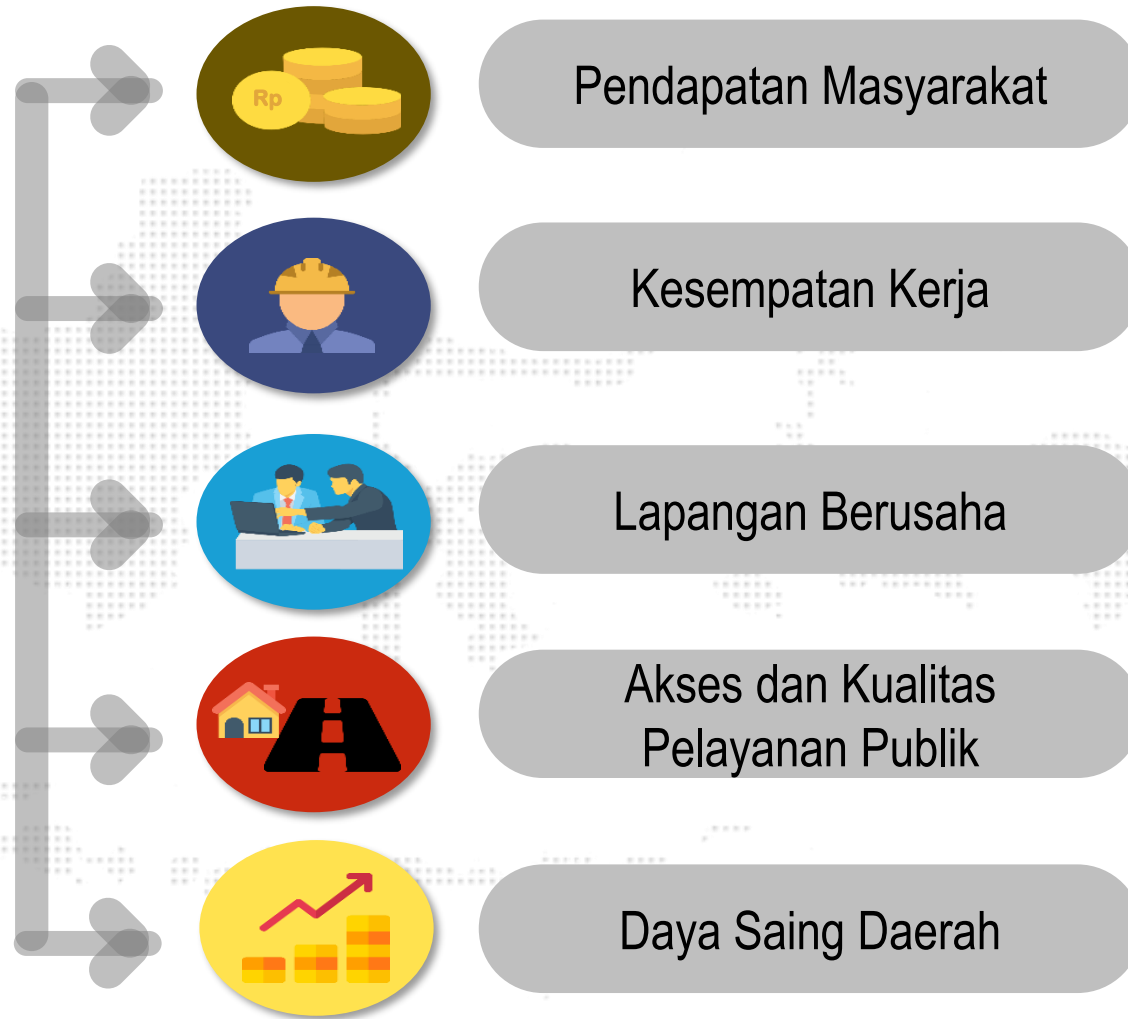 Rp
Pendapatan Masyarakat
Kesempatan Kerja
Lapangan Berusaha
Akses dan Kualitas
Pelayanan Publik
Daya Saing Daerah